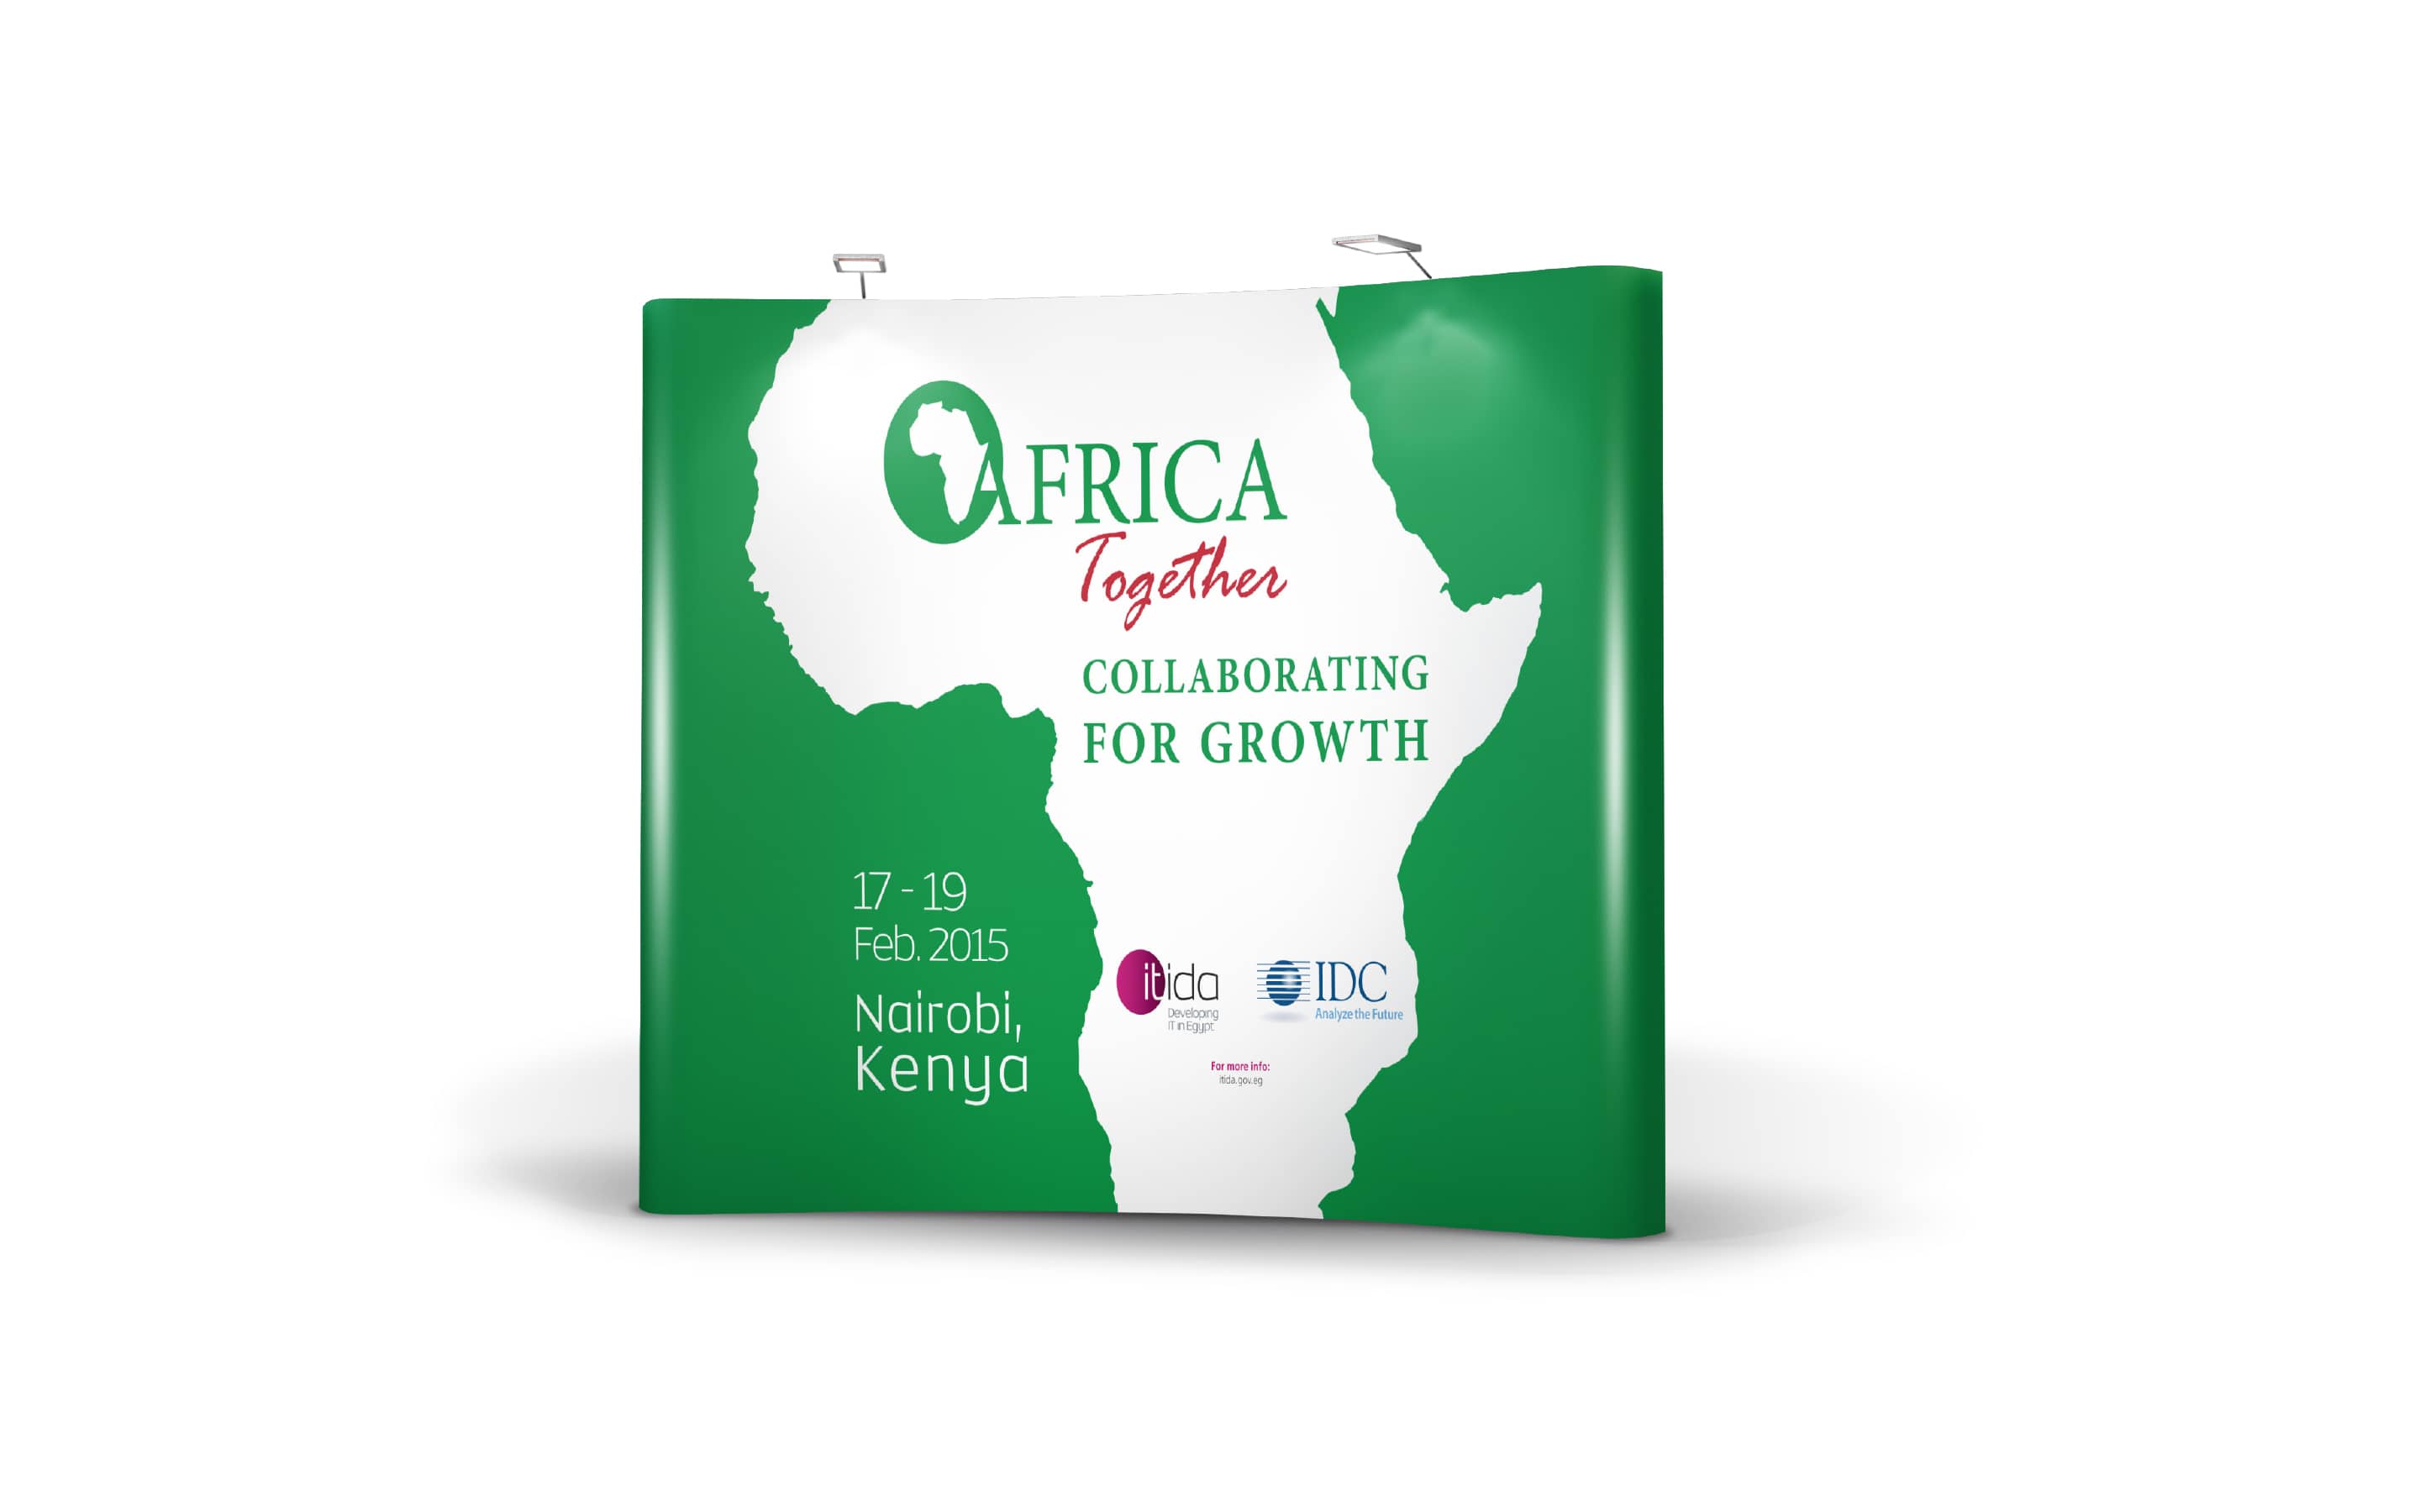 AFRICA
Together
COLLABORATING
FOR GROWTH
17 - 19
Feb. 2015
Nairobi,
Kenya
itida
Developing
IT in Egypt
IDC
Analyze the Future
For more info:
itida.gov.eg